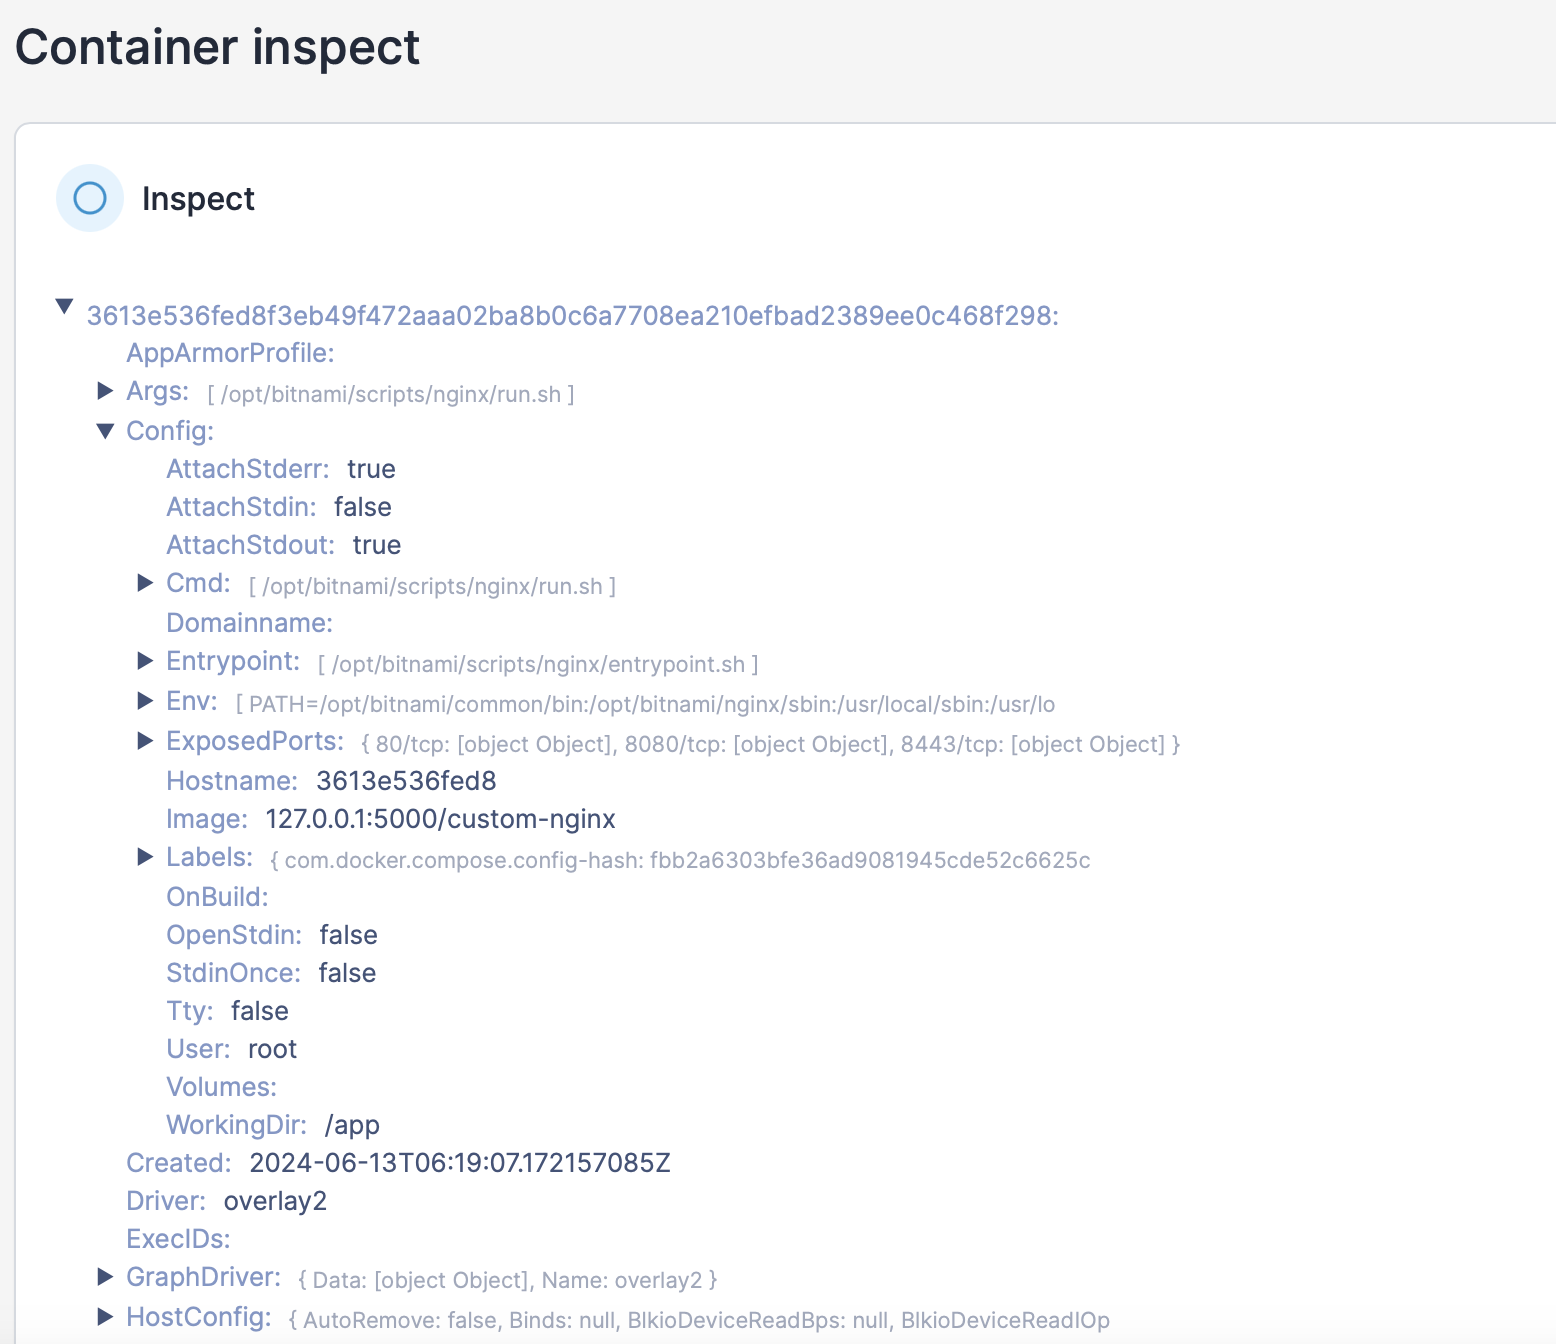 Container inspect
Inspect
3613e536fed8f3eb49f472aaa02ba8b0c6a7708ea210efbad2389ee0c468f298:
AppArmorProfile:
Args: [ /opt/bitnami/scripts/nginx/run.sh ]
Config:
AttachStderr: true
AttachStdin: false
AttachStdout: true
Cmd: [ /opt/bitnami/scripts/nginx/run.sh ]
Domainname:
Entrypoint: [ /opt/bitnami/scripts/nginx/entrypoint.sh ]
Env: [ PATH=/opt/bitnami/common/bin:/opt/bitnami/nginx/sbin:/usr/local/sbin:/usr/lo
ExposedPorts: { 80/tcp: [object Object], 8080/tcp: [object Object], 8443/tcp: [object Object] }
Hostname: 3613e536fed8
Image: 127.0.0.1:5000/custom-nginx
Labels: { com.docker.compose.config-hash: fbb2a6303bfe36ad9081945cde52c6625c
OnBuild:
OpenStdin: false
StdinOnce: false
Tty: false
User: root
Volumes:
WorkingDir: /app
Created: 2024-06-13T06:19:07.172157085Z
Driver: overlay2
ExecIDs:
GraphDriver: { Data: [object Object], Name: overlay2 }
HostConfig: { AutoRemove: false, Binds: null, BlkioDeviceReadBps: null, BlkioDeviceReadIOp